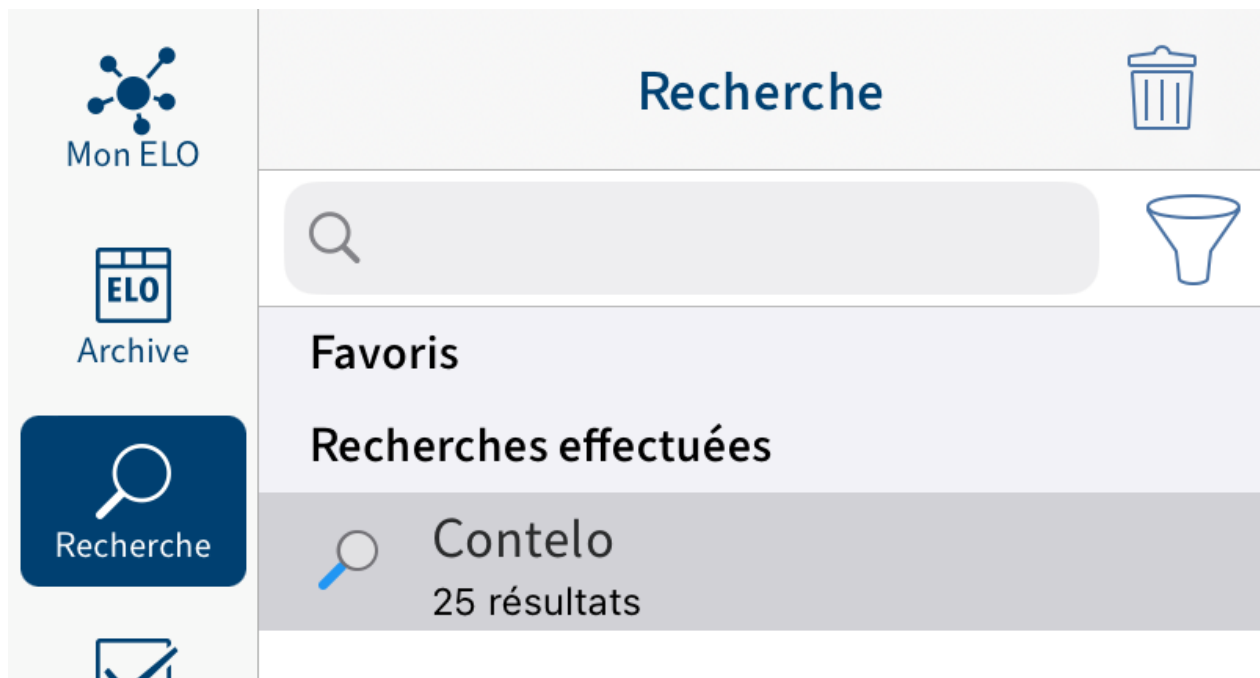 Mon ELO
ELO
Archive
Recherche
Recherche
Favoris
Recherches effectuées
Contelo
25 résultats